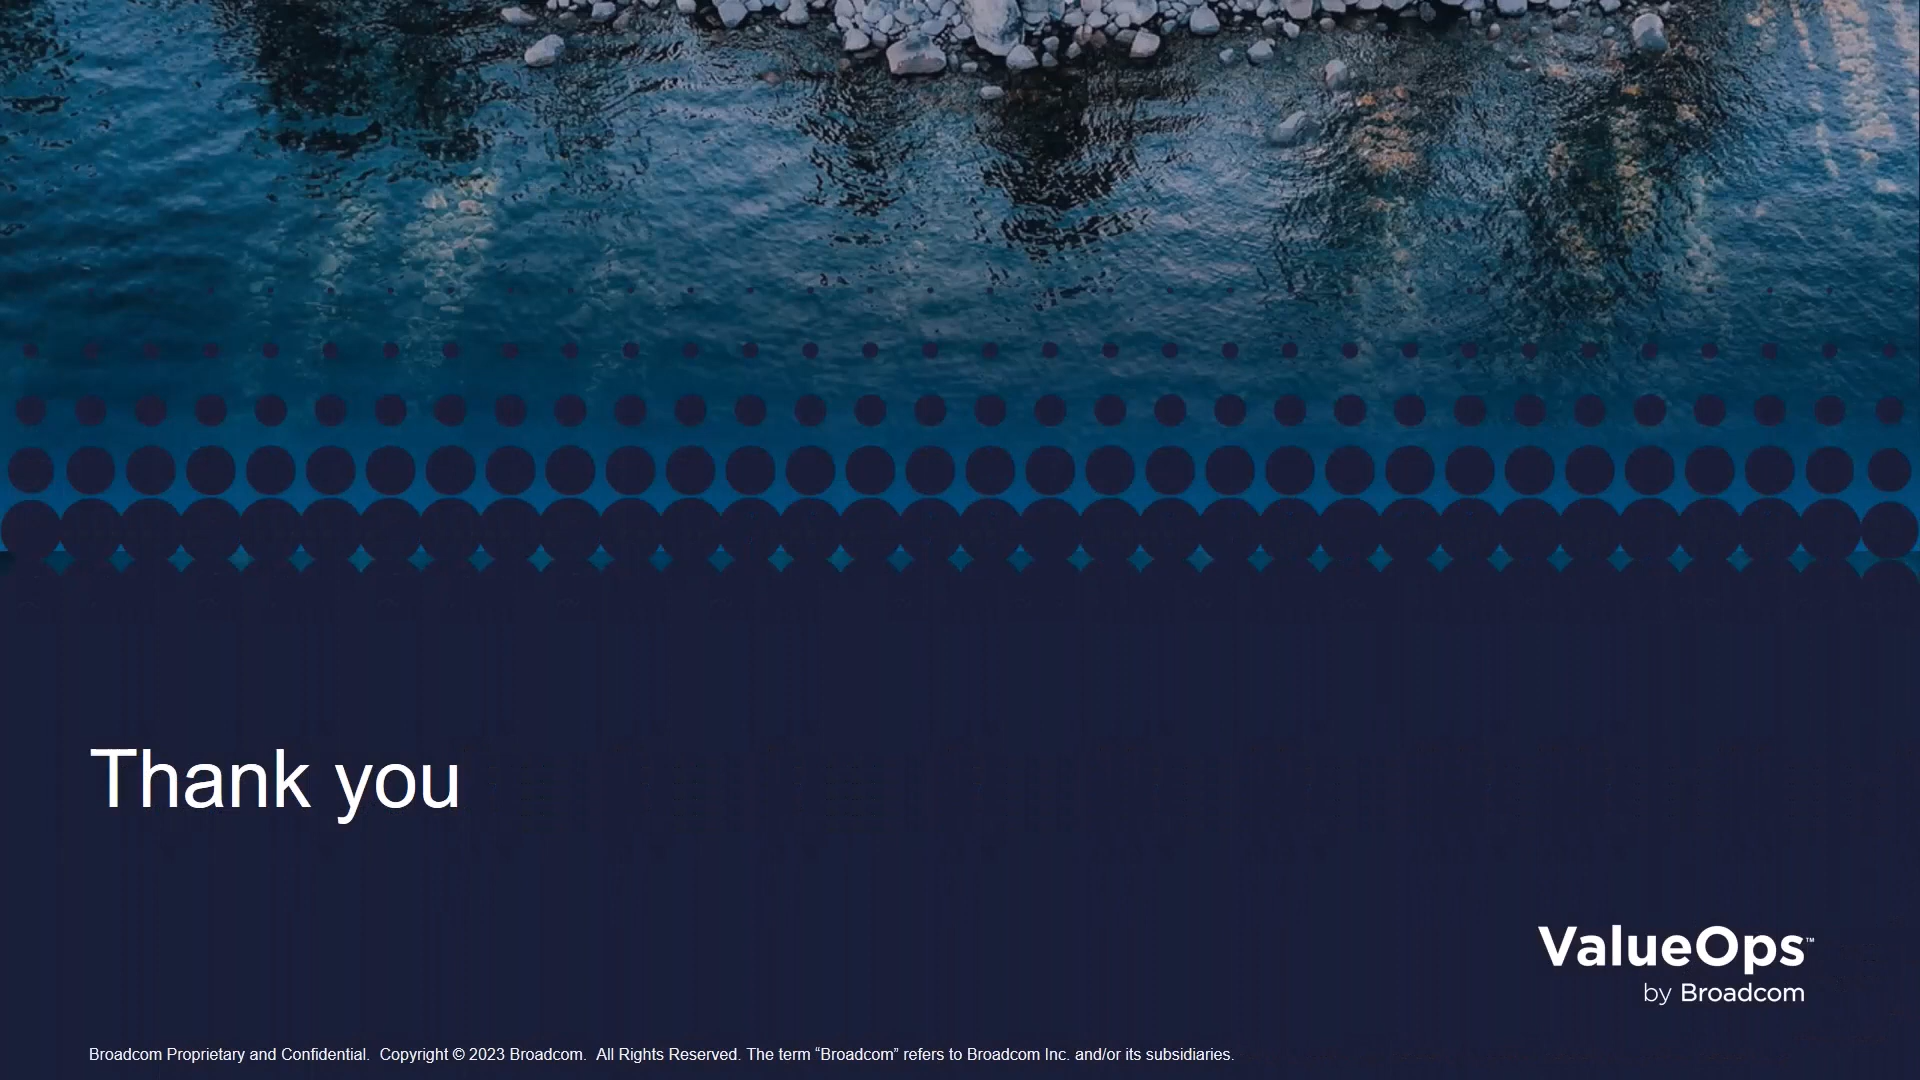 Thank you
ValueOps™
by Broadcom
Broadcom Proprietary and Confidential.  Copyright © 2023 Broadcom.  All Rights Reserved. The term “Broadcom” refers to Broadcom Inc. and/or its subsidiaries.